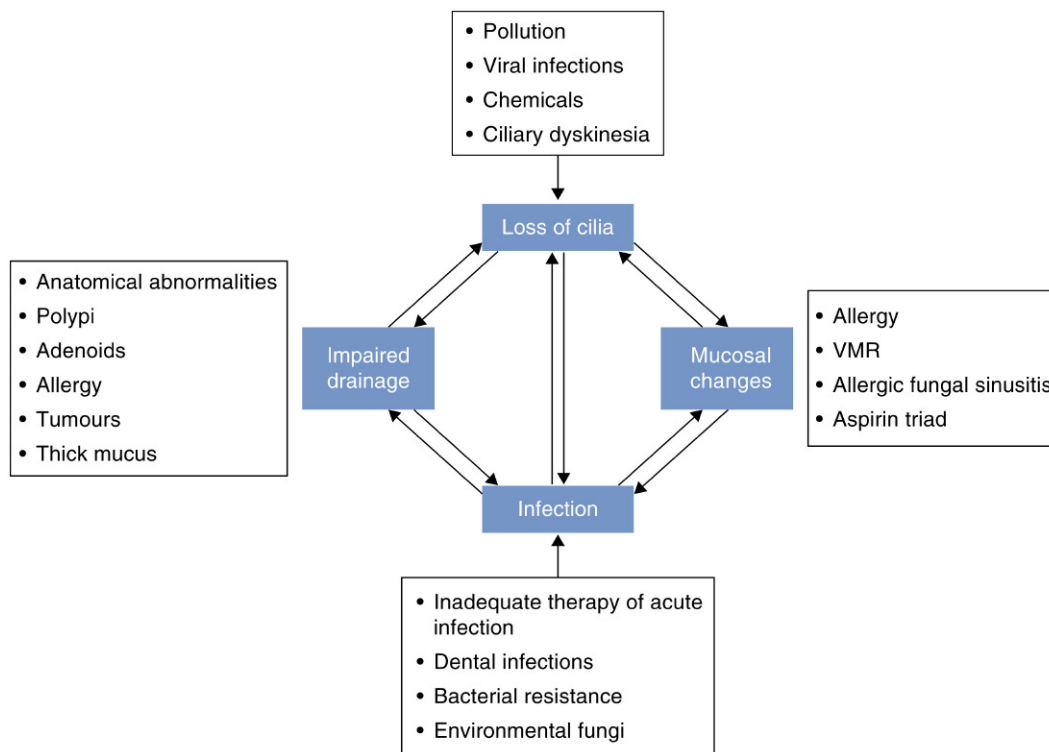 • Pollution
• Viral infections
• Chemicals
• Ciliary dyskinesia
Loss of cilia
• Anatomical abnormalities
• Polypi
• Adenoids
• Allergy
• Tumours
• Thick mucus
Impaired
drainage
Mucosal
changes
• Allergy
• VMR
• Allergic fungal sinusitis
• Aspirin triad
Infection
• Inadequate therapy of acute
infection
• Dental infections
• Bacterial resistance
• Environmental fungi